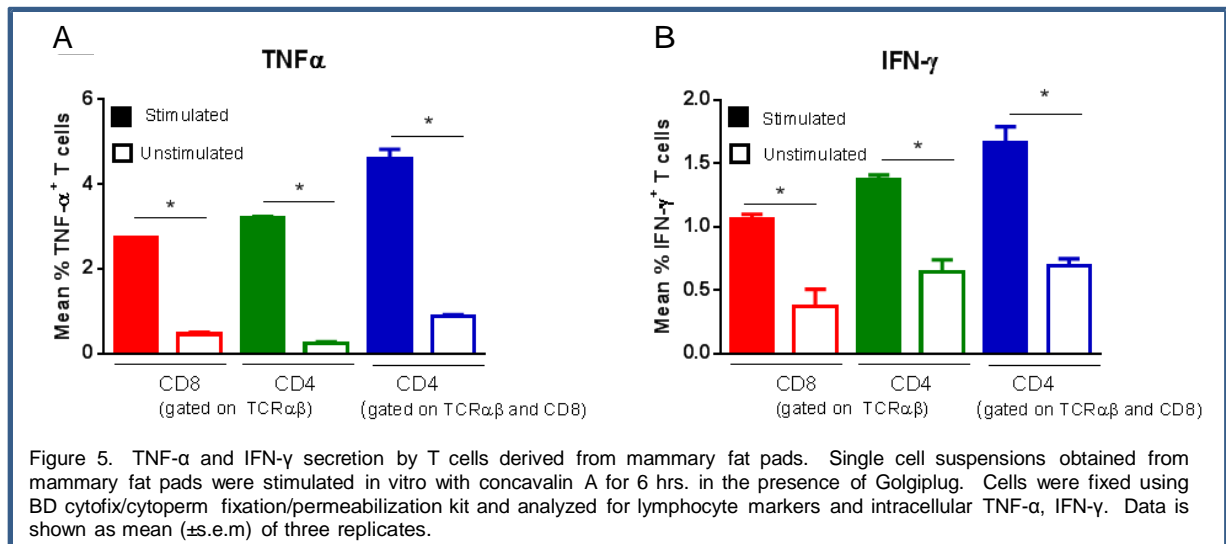 A
TNFα
6
4
2
0
Mean % TNF-α+ T cells
Stimulated
Unstimulated
*
*
*
CD8
(gated on TCRαβ)
CD4
CD4
(gated on TCRαβ and CD8)
B
IFN-γ
2.0
1.5
1.0
0.5
0.0
Mean % IFN-γ+ T cells
Stimulated
Unstimulated
*
*
*
CD8
(gated on TCRαβ)
CD4
CD4
(gated on TCRαβ and CD8)
Figure 5. TNF-α and IFN-γ secretion by T cells derived from mammary fat pads. Single cell suspensions obtained from
mammary fat pads were stimulated in vitro with concavalin A for 6 hrs. in the presence of Golgiplug. Cells were fixed using
BD cytofix/cytoperm fixation/permeabilization kit and analyzed for lymphocyte markers and intracellular TNF-α, IFN-γ. Data is
shown as mean (±s.e.m) of three replicates.